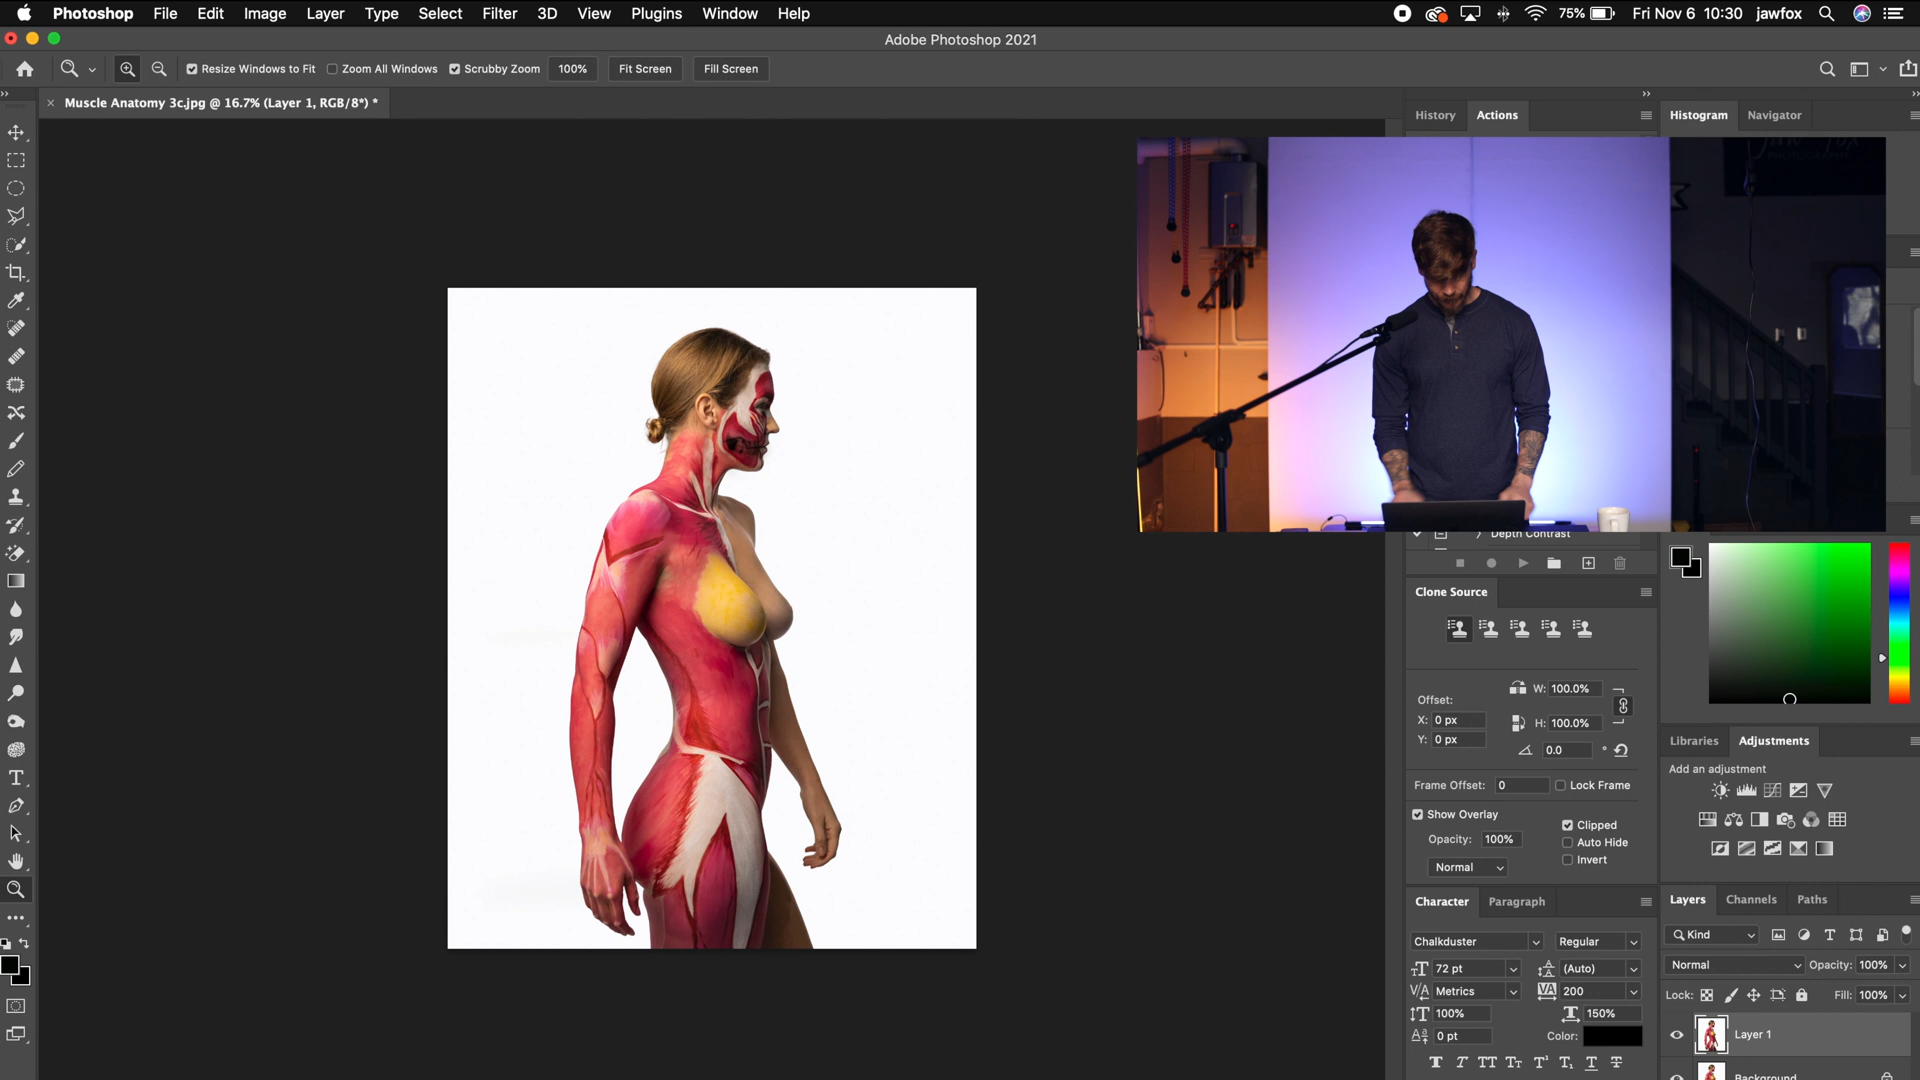 Photoshop File Edit Image Layer Type Select Filter 3D View Plugins Window Help 75% Fri Nov 6 10:30 jawfox
Adobe Photoshop 2021
Resize Windows to Fit Zoom All Windows Scrubby Zoom 100% Fit Screen Fill Screen
Muscle Anatomy 3c.jpg @ 16.7% (Layer 1, RGB/8*) *
History Actions
Histogram Navigator
Depth Contrast
Clone Source
Offset:
X: 0 px
Y: 0 px
W: 100.0%
H: 100.0%
0.0 °
Frame Offset: 0 Lock Frame
Show Overlay
Opacity: 100%
Normal
Clipped
Auto Hide
Invert
Character Paragraph
Chalkduster Regular
72 pt (Auto)
Metrics 200
100% 150%
0 pt Color:
Libraries Adjustments
Add an adjustment
Layers Channels Paths
Kind
Normal Opacity: 100%
Lock: Fill: 100%
Layer 1
Background